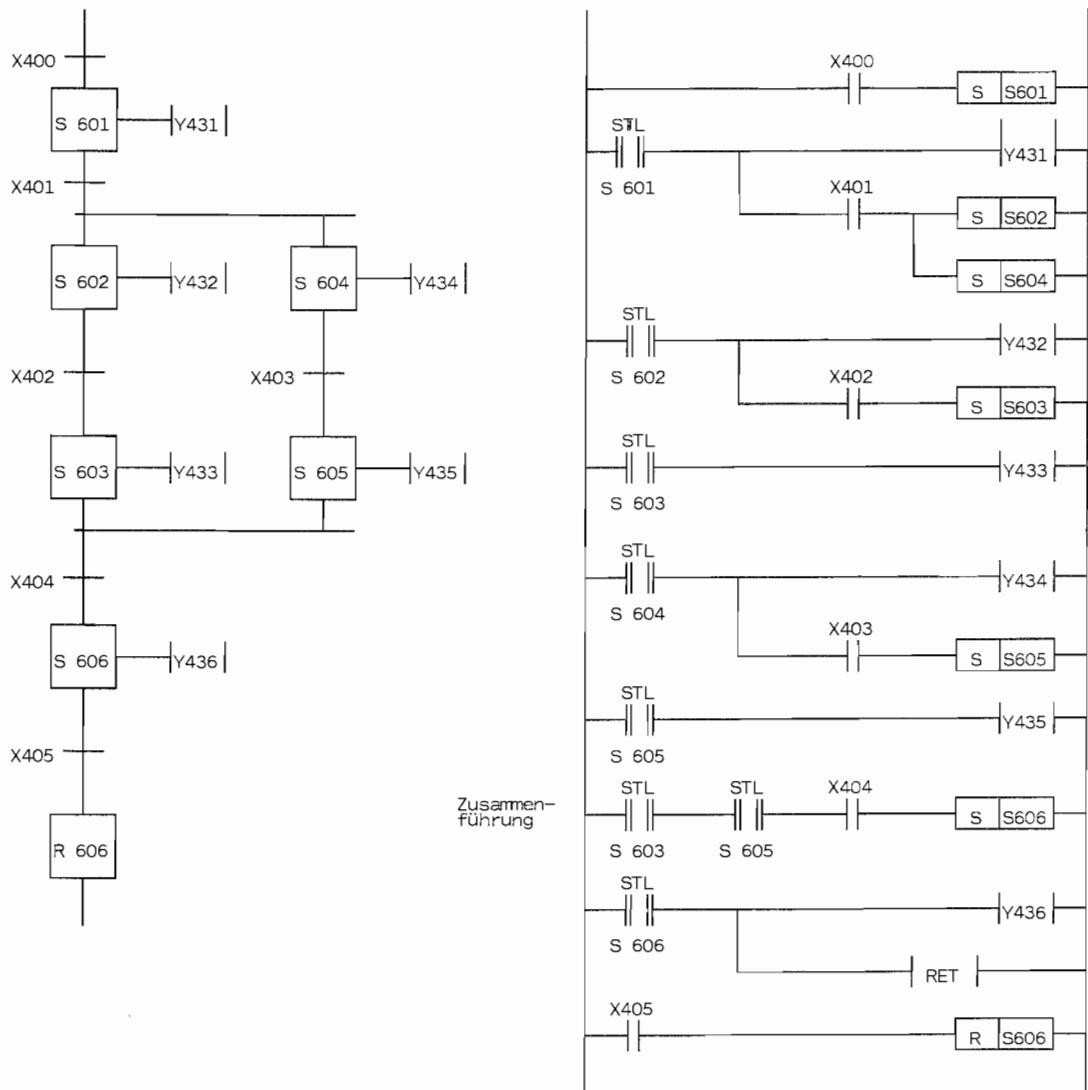 X400
S 601
Y431
X401
S 602
Y432
S 604
Y434
X402
X403
S 603
Y433
S 605
Y435
X404
S 606
Y436
X405
R 606
X400
S S601
STL
Y431
S 601
X401
S S602
S S604
STL
Y432
S 602
X402
S S603
STL
Y433
S 603
STL
Y434
S 604
X403
S S605
STL
Y435
S 605
Zusammen-
führung
STL STL X404
S S606
S 603 S 605
STL
Y436
S 606
RET
X405
R S606